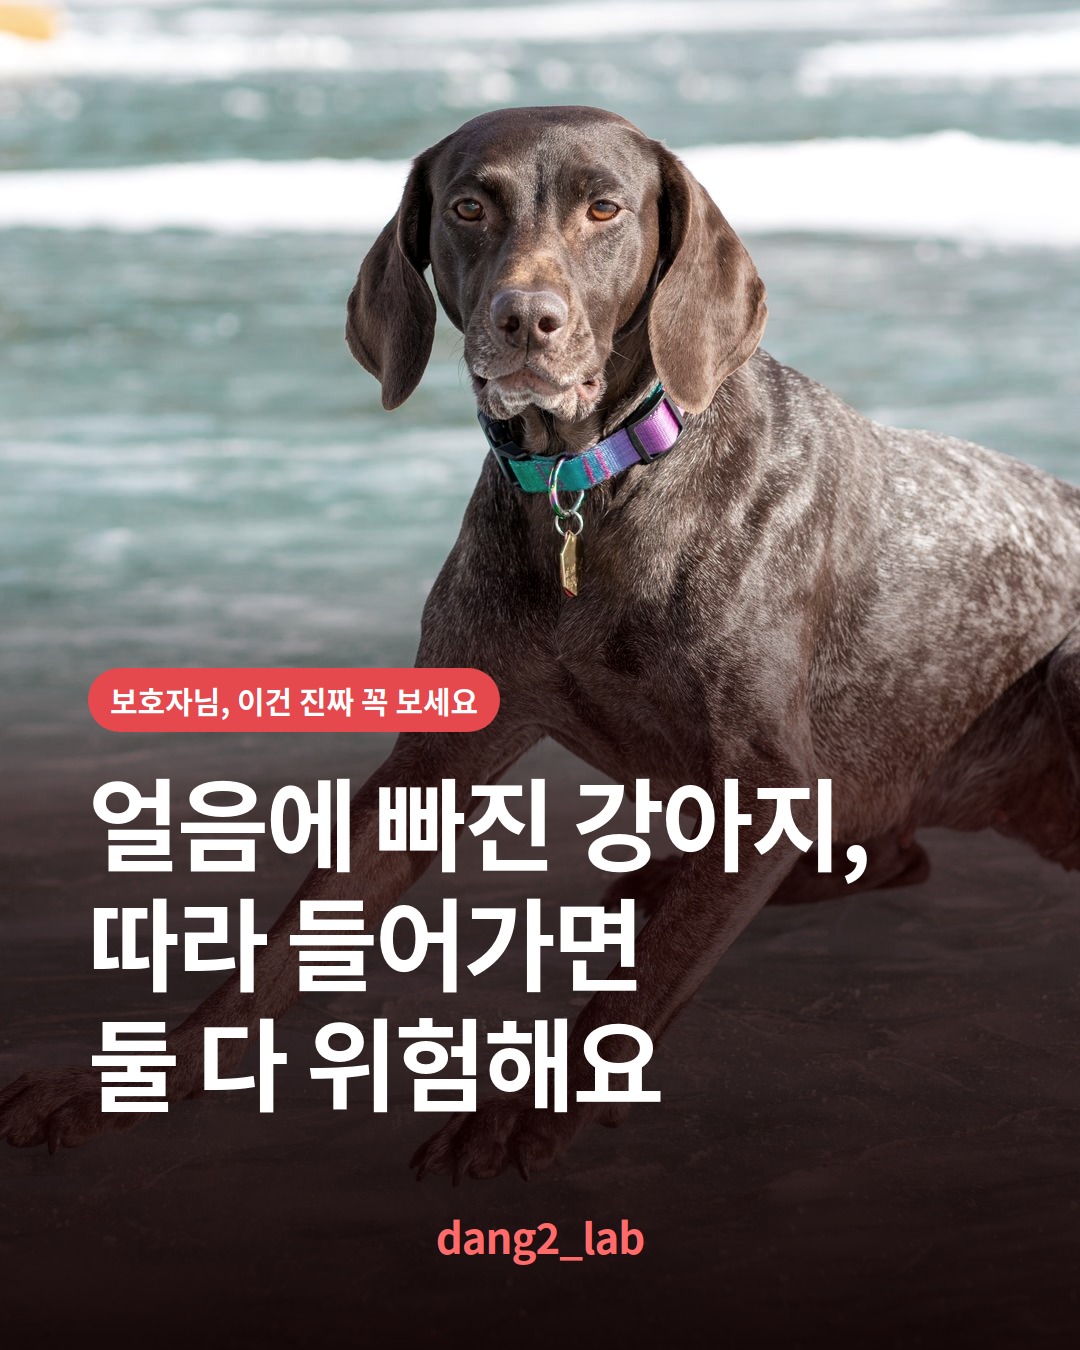 보호자님, 이건 진짜 꼭 보세요
얼음에 빠진 강아지,
따라 들어가면
둘 다 위험해요
dang2_lab